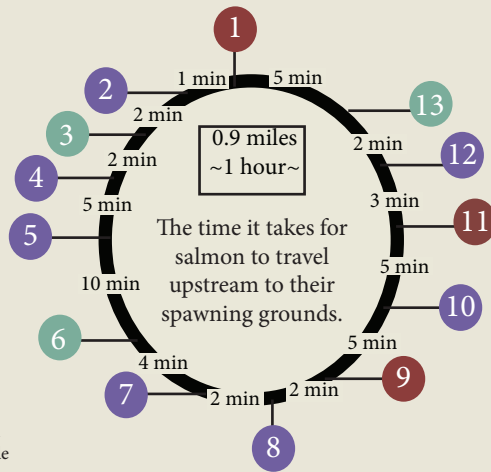 1
1 min
5 min
2
13
2 min
3
0.9 miles
~1 hour~
2 min
12
2 min
4
3 min
5 min
11
The time it takes for
salmon to travel
upstream to their
spawning grounds.
5
5 min
10 min
10
6
5 min
4 min
9
7
2 min
2 min
8